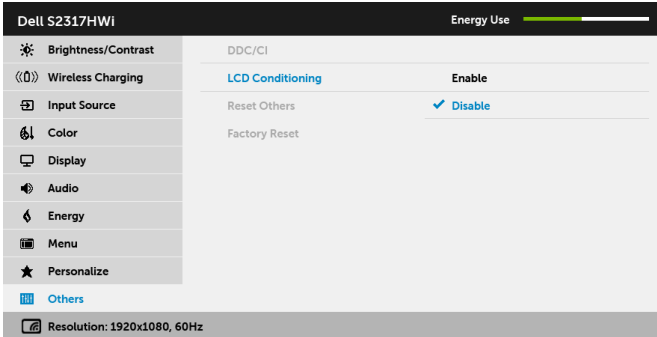 Dell S2317HWi Energy Use
Brightness/Contrast DDC/CI
Wireless Charging LCD Conditioning Enable
Input Source Reset Others Disable
Color Factory Reset
Display
Audio
Energy
Menu
Personalize
Others
Resolution: 1920x1080, 60Hz